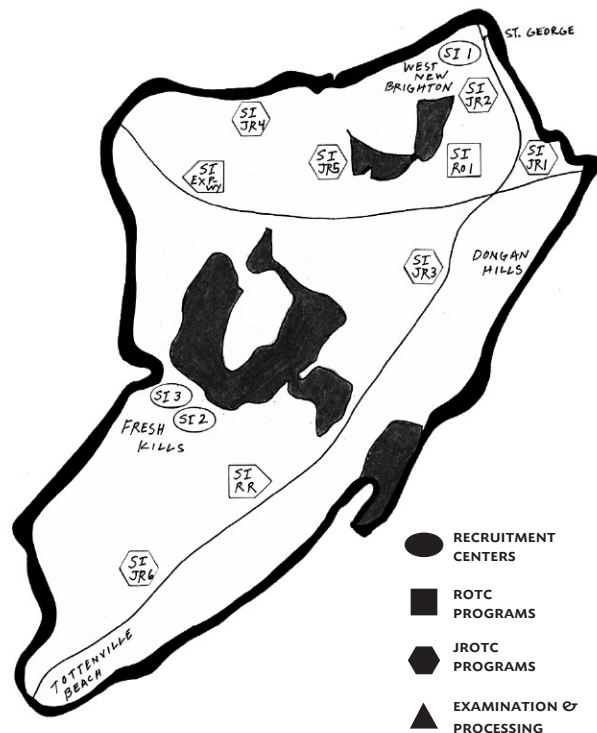 ST. GEORGE
SI 1
WEST
NEW
BRIGHTON
SI
JR2
SI
JR4
SI
EXP-
WY
SI
JR5
SI
RO1
SI
JR1
SI
JR3
DONGAN
HILLS
SI 3
SI 2
FRESH
KILLS
SI
RR
SI
JR6
TOTTENVILLE
BEACH
RECRUITMENT
CENTERS
ROTC
PROGRAMS
JROTC
PROGRAMS
EXAMINATION &
PROCESSING